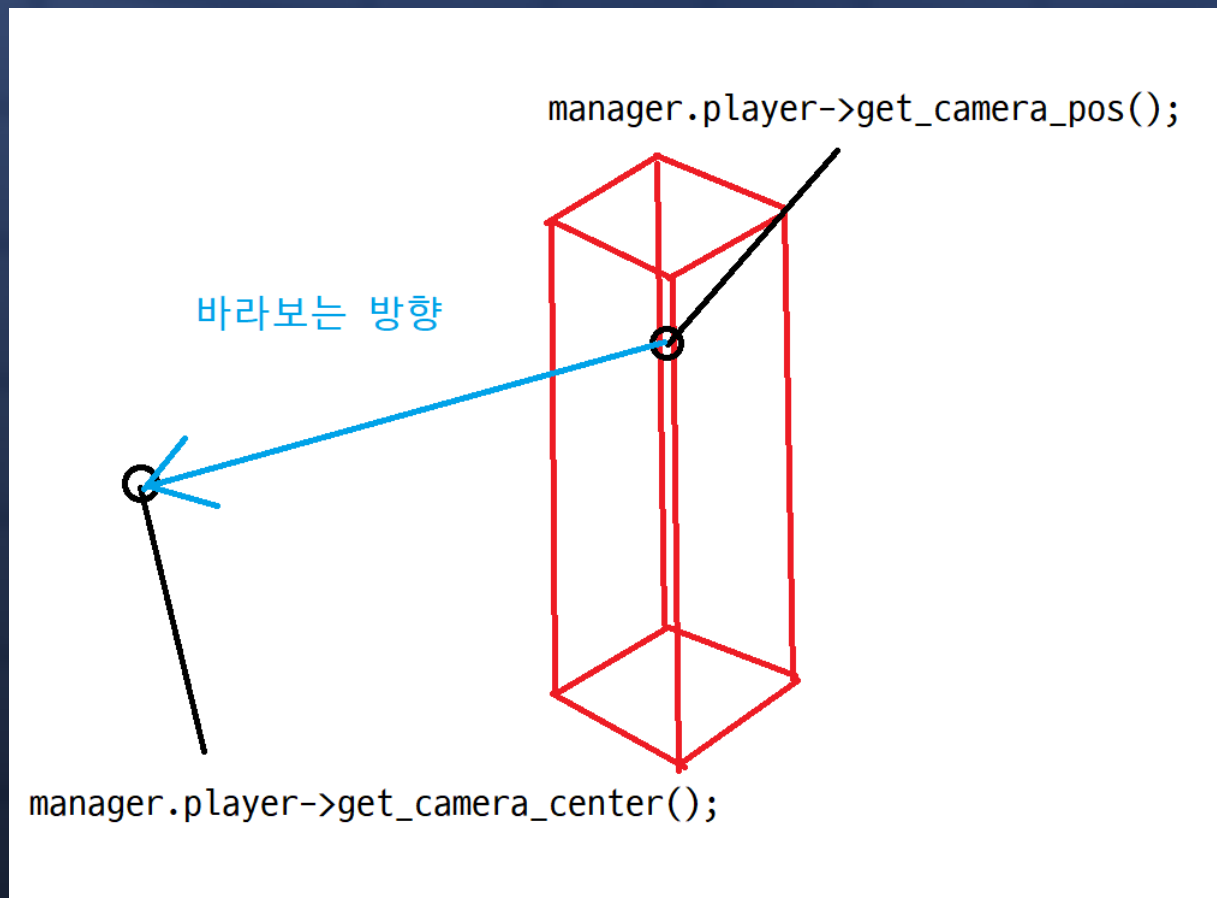 manager.player->get_camera_pos();
바라보는 방향
manager.player->get_camera_center();